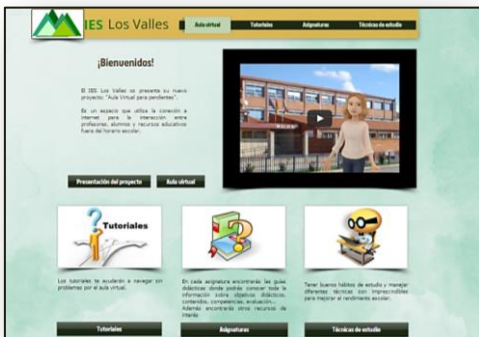 IES Los Valles
Aula virtual Tutoriales Asignaturas Técnicas de estudio
¡Bienvenidos!
El IES Los Valles os presenta su nuevo
proyecto: "Aula Virtual para pendientes".
Es un espacio que utiliza la conexión a
internet para la interacción entre
profesores, alumnos y recursos educativos
fuera del horario escolar.
Presentación del proyecto Aula virtual
Tutoriales
Los tutoriales te ayudarán a navegar sin
problemas por el aula virtual.
En cada asignatura encontrarás las guías
didácticas donde podrás conocer toda la
información sobre objetivos didácticos,
contenidos, competencias, evaluación...
Además encontrarás otros recursos de
interés
Tener buenos hábitos de estudio y manejar
diferentes técnicas son imprescindibles
para mejorar el rendimiento escolar.
Tutoriales Asignaturas Técnicas de estudio